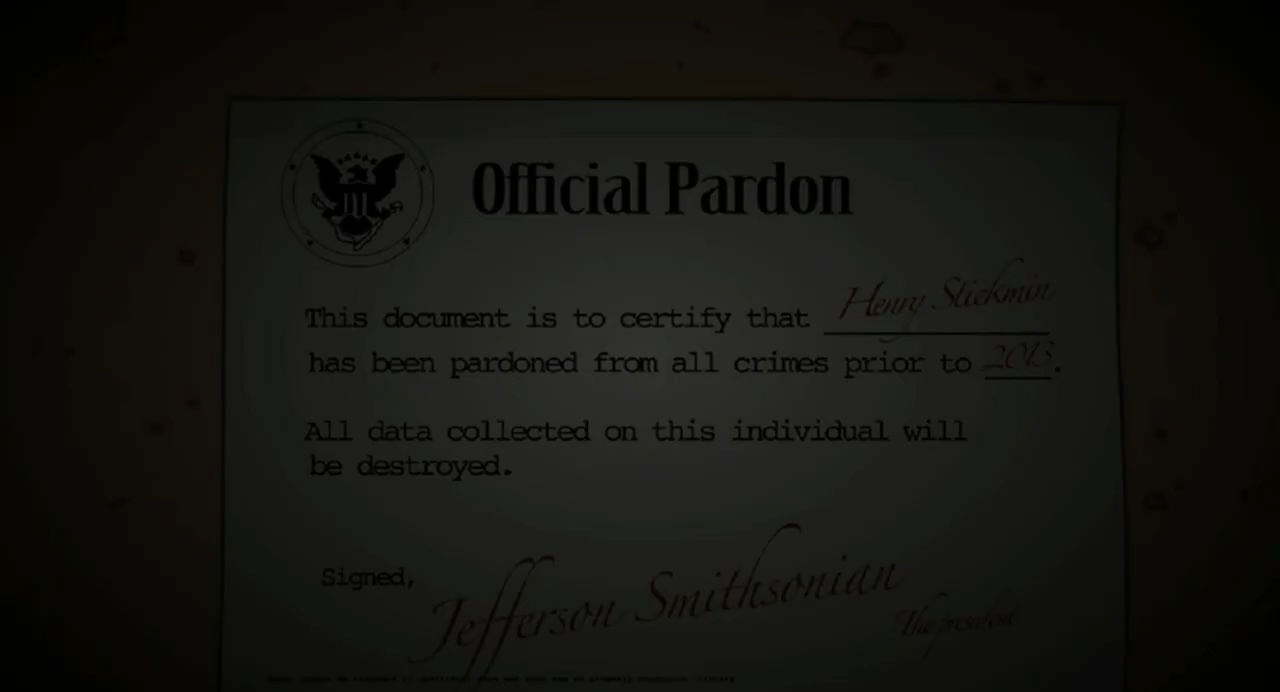 Official Pardon
This document is to certify that Henry Stickmin
has been pardoned from all crimes prior to 2013.
All data collected on this individual will
be destroyed.
Signed,
Jefferson Smithsonian
The president